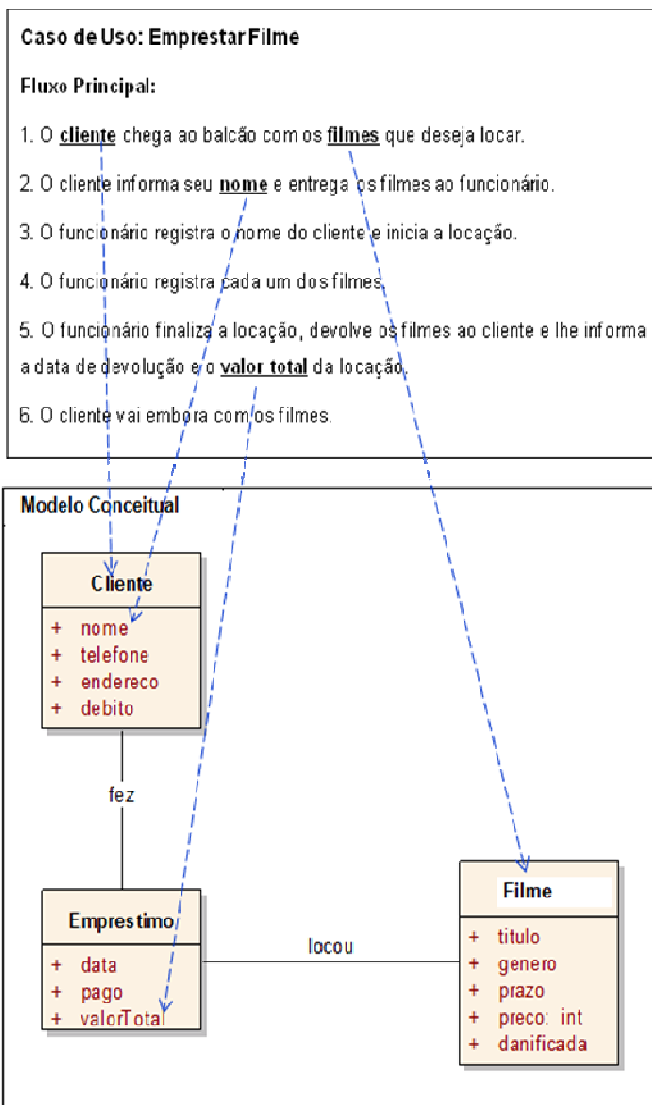 Caso de Uso: EmprestarFilme
Fluxo Principal:
1. O cliente chega ao balcão com os filmes que deseja locar.
2. O cliente informa seu nome e entrega os filmes ao funcionário.
3. O funcionário registra o nome do cliente e inicia a locação.
4. O funcionário registra cada um dos filmes.
5. O funcionário finaliza a locação, devolve os filmes ao cliente e lhe informa
a data de devolução e o valor total da locação.
6. O cliente vai embora com os filmes.
Modelo Conceitual
Cliente
+ nome
+ telefone
+ endereco
+ debito
fez
Emprestimo
+ data
+ pago
+ valorTotal
locou
Filme
+ titulo
+ genero
+ prazo
+ preco: int
+ danificada